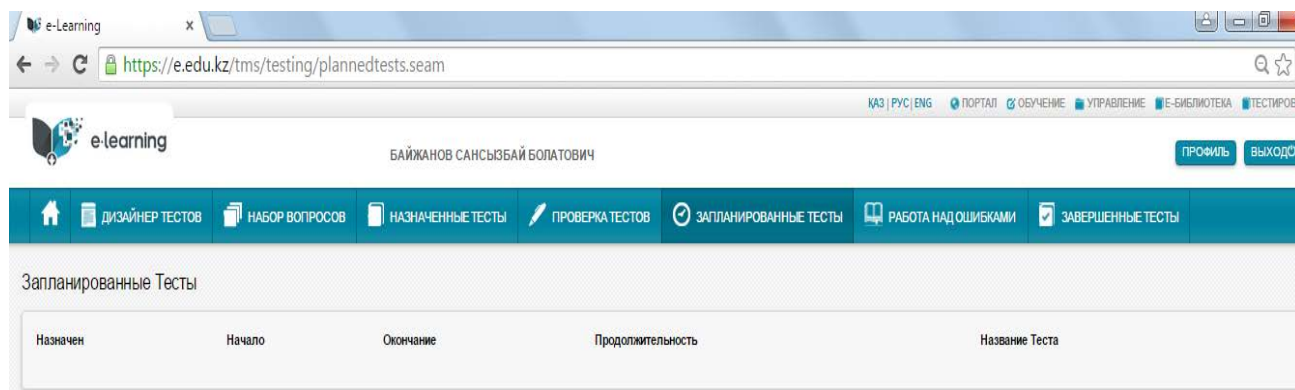 e-Learning
https://e.edu.kz/tms/testing/plannedtests.seam
ҚАЗ | РУС | ENG ПОРТАЛ ОБУЧЕНИЕ УПРАВЛЕНИЕ Е-БИБЛИОТЕКА ТЕСТИРОВ
e-learning
БАЙЖАНОВ САНСЫЗБАЙ БОЛАТОВИЧ ПРОФИЛЬ ВЫХОД
ДИЗАЙНЕР ТЕСТОВ НАБОР ВОПРОСОВ НАЗНАЧЕННЫЕ ТЕСТЫ ПРОВЕРКА ТЕСТОВ ЗАПЛАНИРОВАННЫЕ ТЕСТЫ РАБОТА НАД ОШИБКАМИ ЗАВЕРШЕННЫЕ ТЕСТЫ
Запланированные Тесты
Назначен Начало Окончание Продолжительность Название Теста